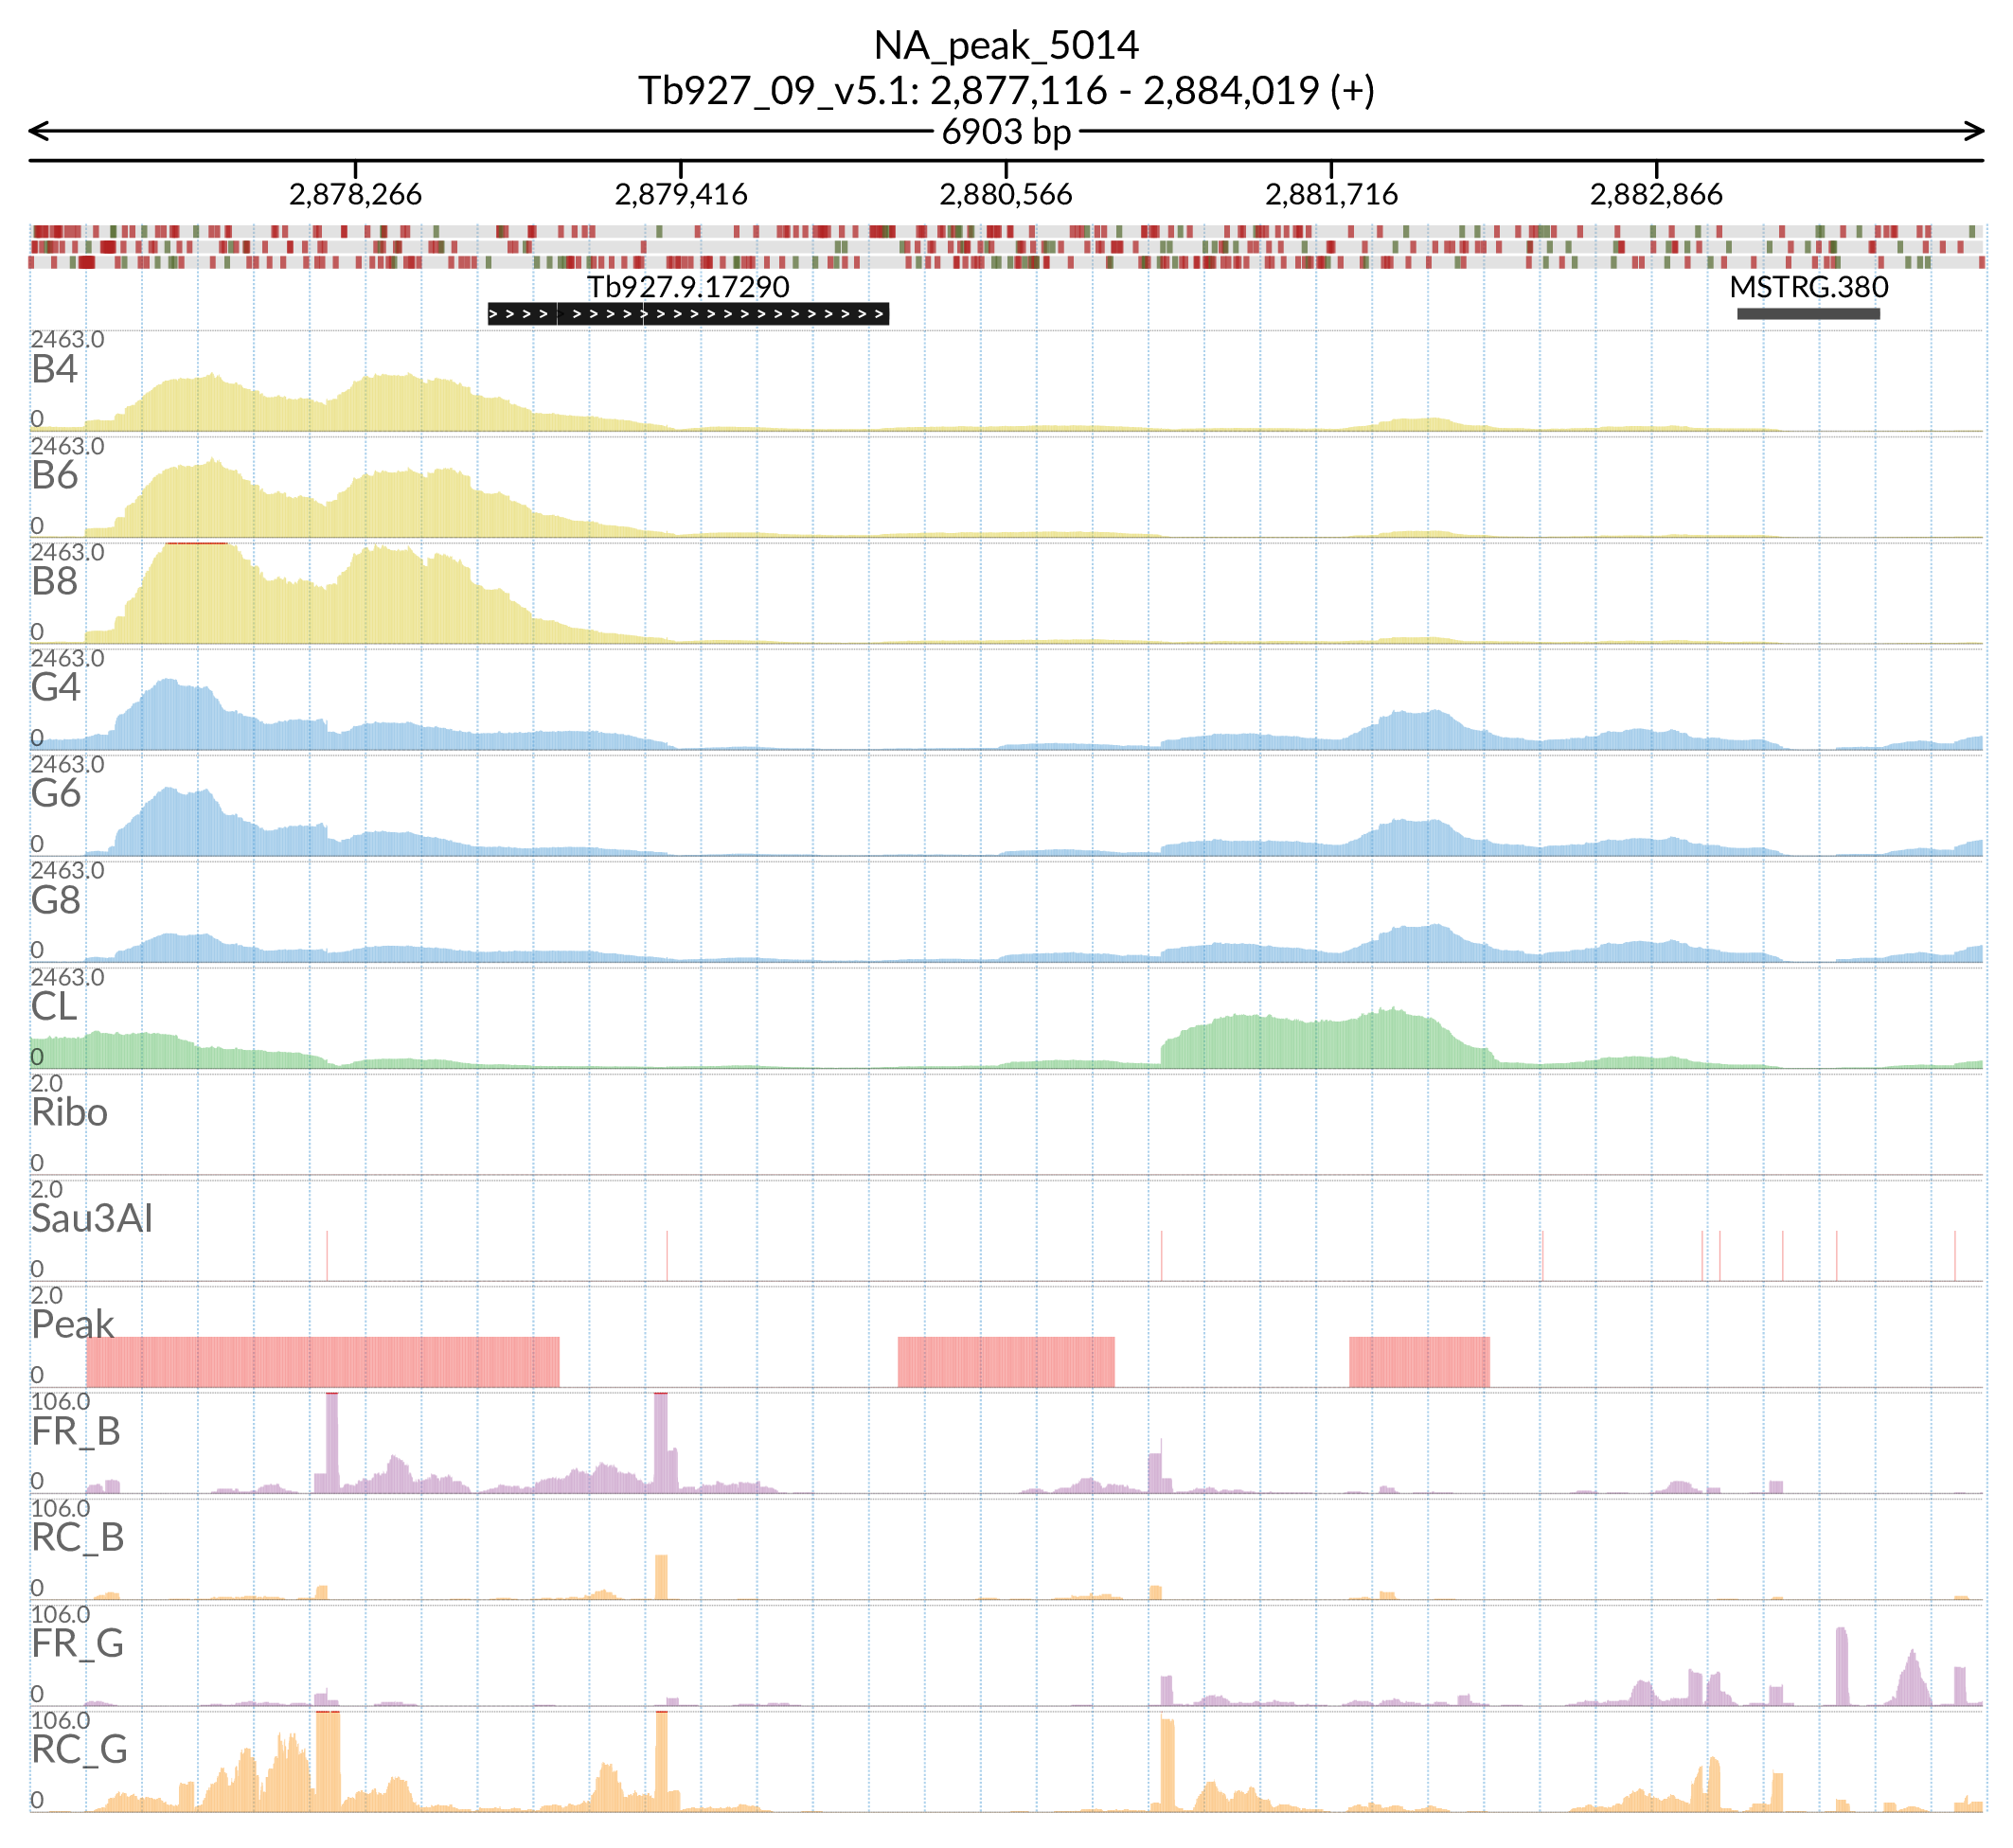 NA_peak_5014
Tb927_09_v5.1: 2,877,116 - 2,884,019 (+)
6903 bp
2,878,266 2,879,416 2,880,566 2,881,716 2,882,866
Tb927.9.17290 MSTRG.380
2463.0
B4
0
2463.0
B6
0
2463.0
B8
0
2463.0
G4
0
2463.0
G6
0
2463.0
G8
0
2463.0
CL
0
2.0
Ribo
0
2.0
Sau3AI
0
2.0
Peak
0
106.0
FR_B
0
106.0
RC_B
0
106.0
FR_G
0
106.0
RC_G
0